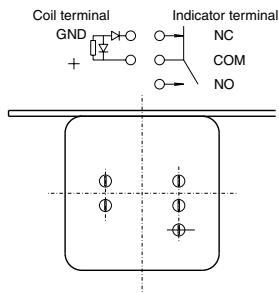 Coil terminal Indicator terminal
GND NC
+ COM
NO